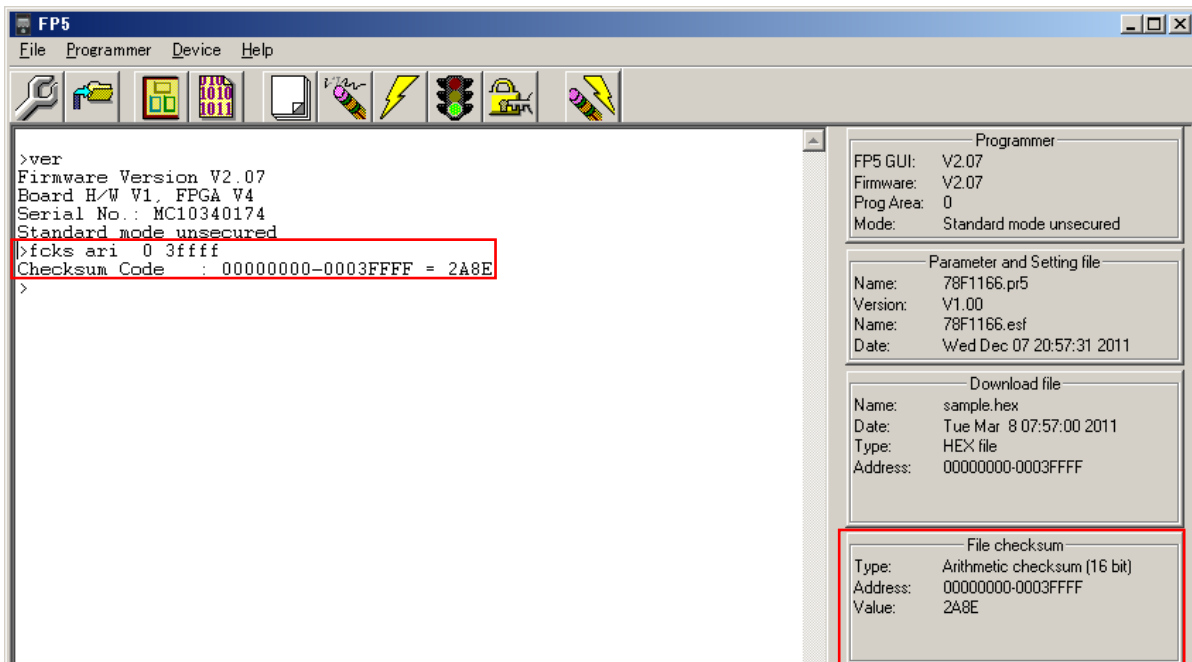 FP5
File Programmer Device Help
010
1010
1011
>ver
Firmware Version V2.07
Board H/W V1, FPGA V4
Serial No.: MC10340174
Standard mode unsecured
>fcks ari  0 3ffff
Checksum Code   : 00000000-0003FFFF = 2A8E
>
Programmer
FP5 GUI: V2.07
Firmware: V2.07
Prog Area: 0
Mode: Standard mode unsecured
Parameter and Setting file
Name: 78F1166.pr5
Version: V1.00
Name: 78F1166.esf
Date: Wed Dec 07 20:57:31 2011
Download file
Name: sample.hex
Date: Tue Mar  8 07:57:00 2011
Type: HEX file
Address: 00000000-0003FFFF
File checksum
Type: Arithmetic checksum (16 bit)
Address: 00000000-0003FFFF
Value: 2A8E